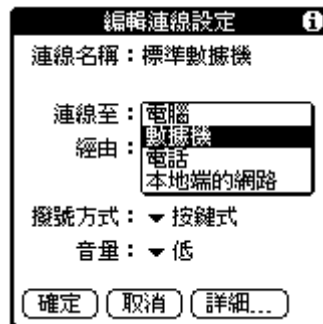 編輯連線設定
連線名稱：標準數據機
連線至：電腦
數據機
經由：
電話
本地端的網路
撥號方式：按鍵式
音量：低
確定 取消 詳細...